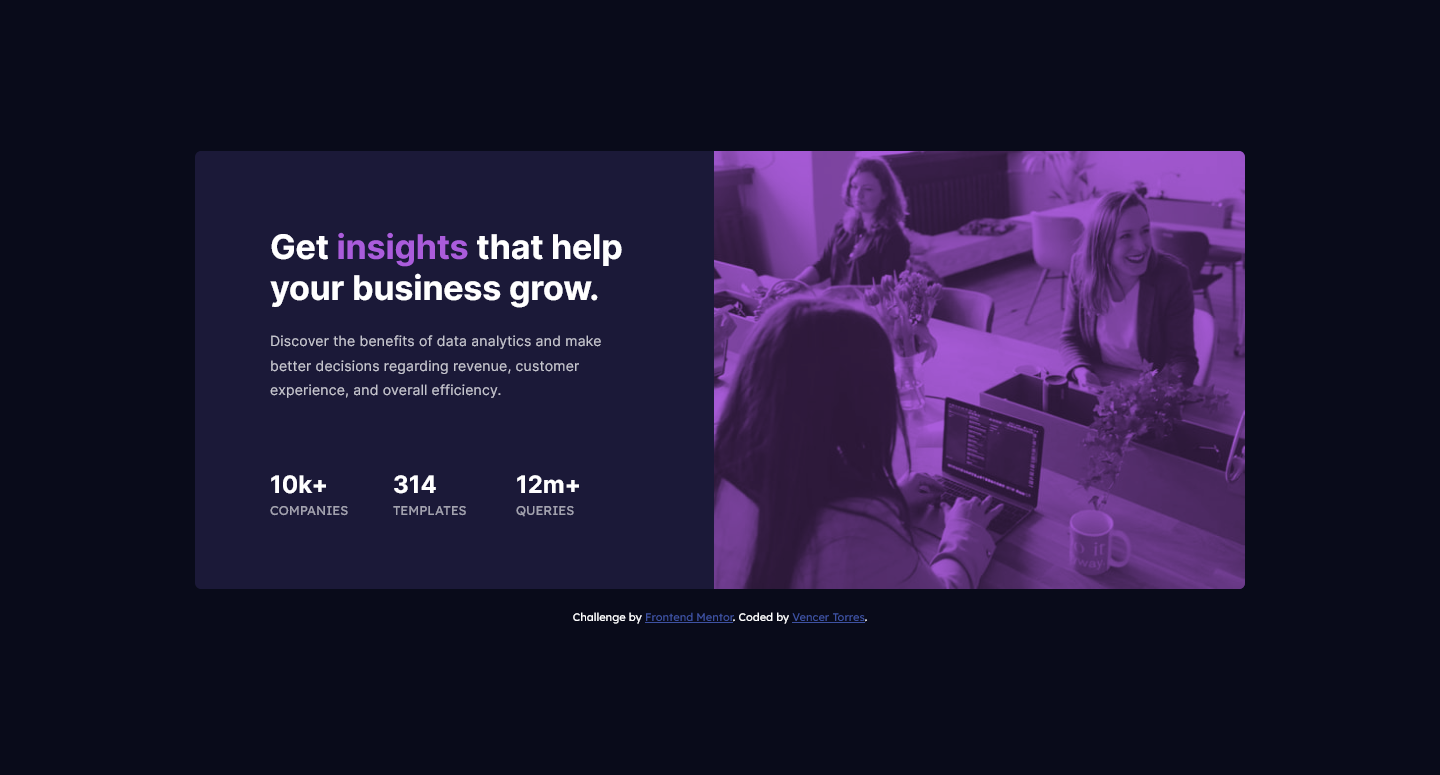 Get insights that help
your business grow.
Discover the benefits of data analytics and make
better decisions regarding revenue, customer
experience, and overall efficiency.
10k+ 314 12m+
COMPANIES TEMPLATES QUERIES
Challenge by Frontend Mentor. Coded by Vencer Torres.